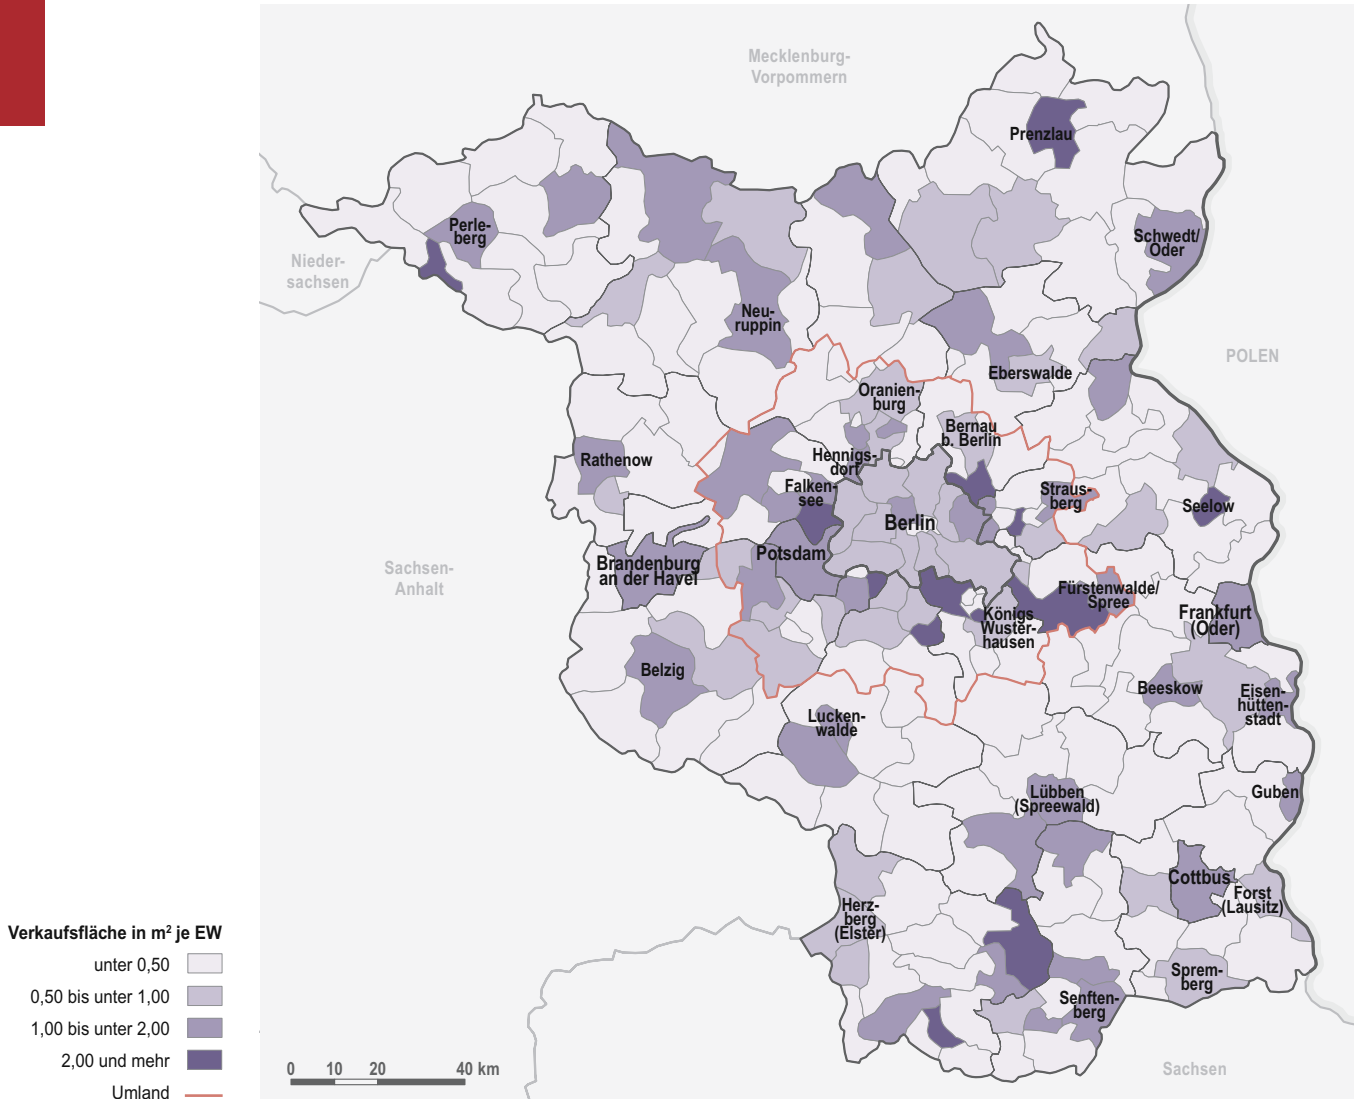 Mecklenburg-
Vorpommern
Prenzlau
Perle-
berg
Schwedt/
Oder
Nieder-
sachsen
Neu-
ruppin
POLEN
Eberswalde
Oranien-
burg
Bernau
b. Berlin
Hennigs-
dorf
Rathenow
Falken-
see
Straus-
berg
Seelow
Berlin
Potsdam
Brandenburg
an der Havel
Sachsen-
Anhalt
Fürstenwalde/
Spree
Frankfurt
(Oder)
Königs
Wuster-
hausen
Belzig
Beeskow
Eisen-
hütten-
stadt
Lucken-
walde
Lübben
(Spreewald)
Guben
Cottbus
Forst
(Lausitz)
Herz-
berg
(Elster)
Sprem-
berg
Senften-
berg
Sachsen
Verkaufsfläche in m² je EW
unter 0,50
0,50 bis unter 1,00
1,00 bis unter 2,00
2,00 und mehr
Umland
0 10 20 40 km